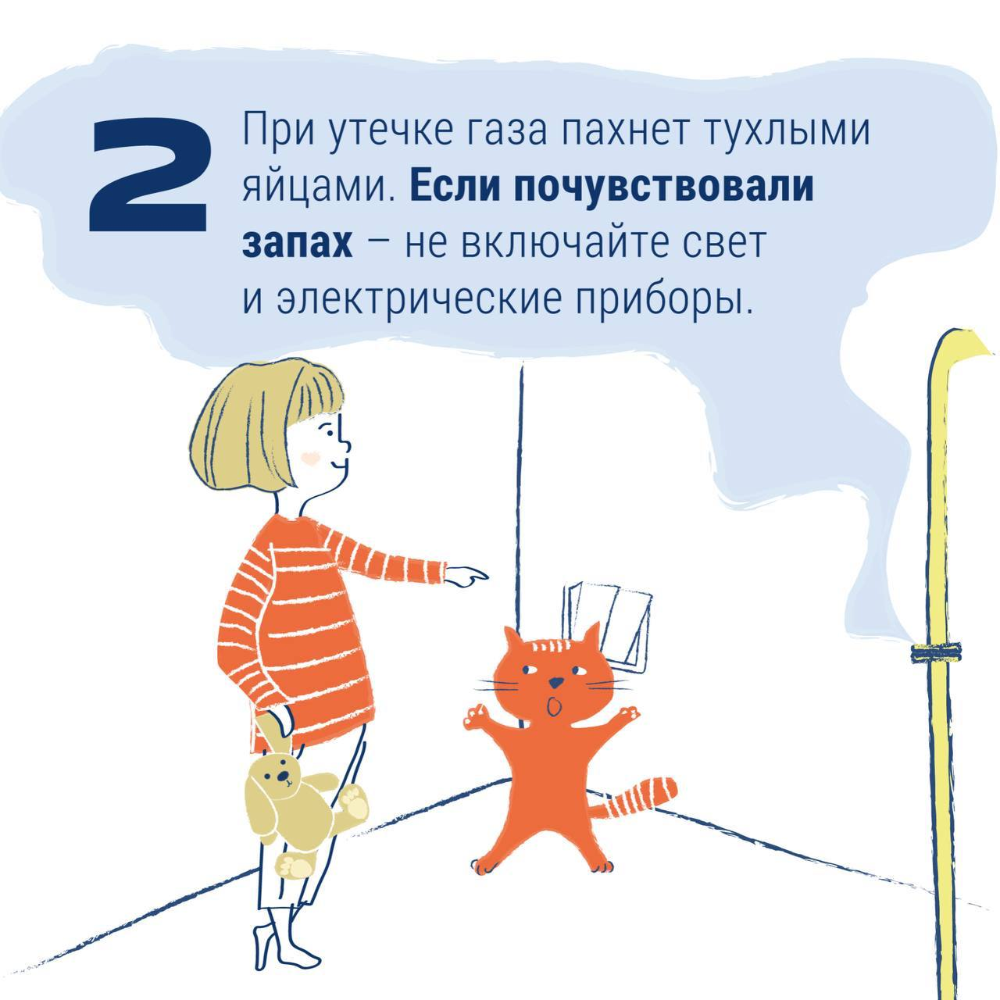 2
При утечке газа пахнет тухлыми
яйцами. Если почувствовали
запах – не включайте свет
и электрические приборы.